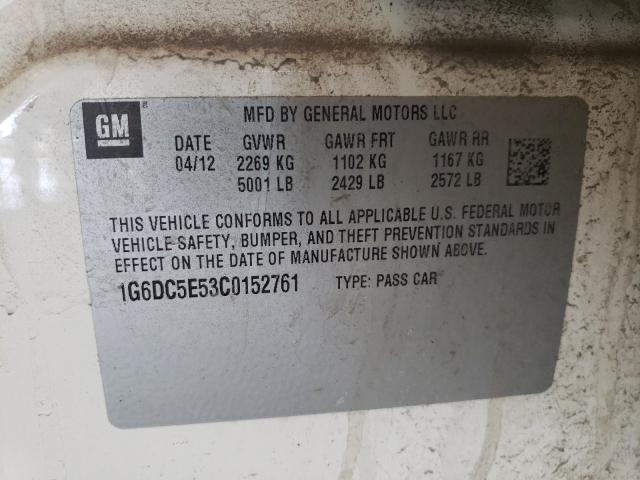 GM
MFD BY GENERAL MOTORS LLC
DATE GVWR GAWR FRT GAWR RR
04/12 2269 KG 1102 KG 1167 KG
5001 LB 2429 LB 2572 LB
THIS VEHICLE CONFORMS TO ALL APPLICABLE U.S. FEDERAL MOTOR
VEHICLE SAFETY, BUMPER, AND THEFT PREVENTION STANDARDS IN
EFFECT ON THE DATE OF MANUFACTURE SHOWN ABOVE.
1G6DC5E53C0152761 TYPE: PASS CAR